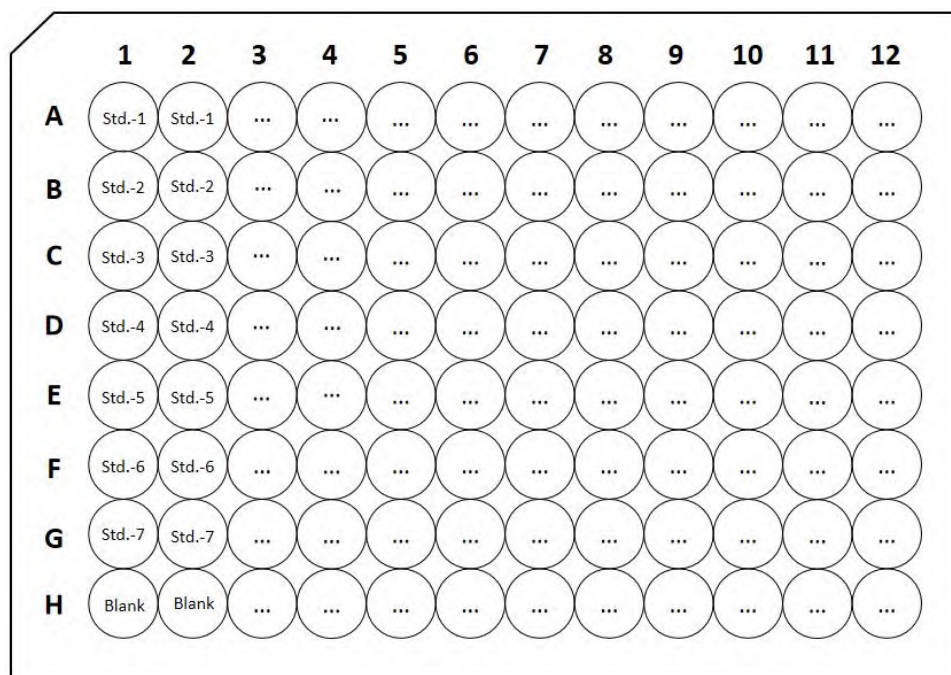 1 2 3 4 5 6 7 8 9 10 11 12
A Std.-1 Std.-1 ... ... ... ... ... ... ... ... ... ...
B Std.-2 Std.-2 ... ... ... ... ... ... ... ... ... ...
C Std.-3 Std.-3 ... ... ... ... ... ... ... ... ... ...
D Std.-4 Std.-4 ... ... ... ... ... ... ... ... ... ...
E Std.-5 Std.-5 ... ... ... ... ... ... ... ... ... ...
F Std.-6 Std.-6 ... ... ... ... ... ... ... ... ... ...
G Std.-7 Std.-7 ... ... ... ... ... ... ... ... ... ...
H Blank Blank ... ... ... ... ... ... ... ... ... ...